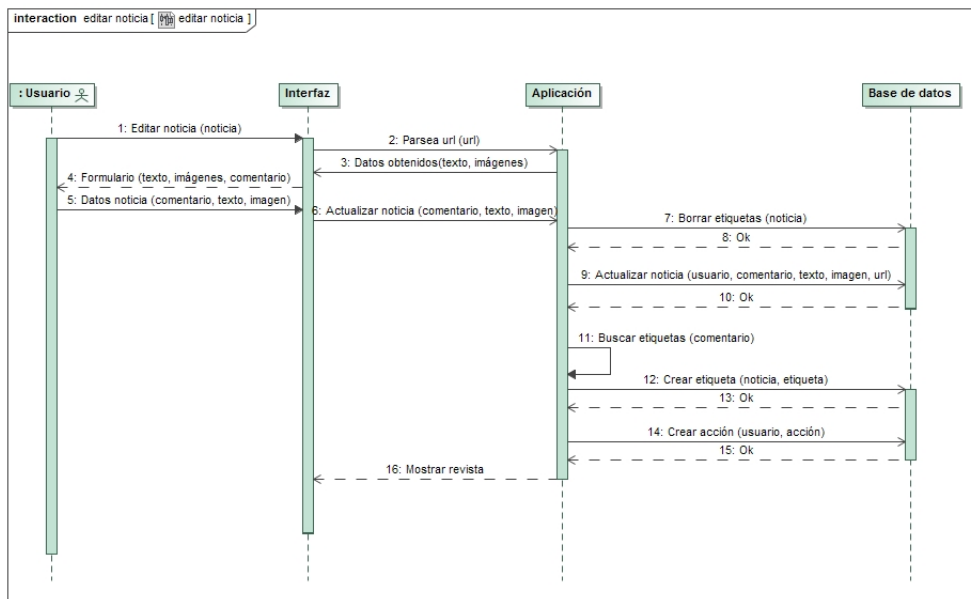 interaction editar noticia [ editar noticia ]
: Usuario
Interfaz
Aplicación
Base de datos
1: Editar noticia (noticia)
2: Parsea url (url)
3: Datos obtenidos(texto, imágenes)
4: Formulario (texto, imágenes, comentario)
5: Datos noticia (comentario, texto, imagen)
6: Actualizar noticia (comentario, texto, imagen)
7: Borrar etiquetas (noticia)
8: Ok
9: Actualizar noticia (usuario, comentario, texto, imagen, url)
10: Ok
11: Buscar etiquetas (comentario)
12: Crear etiqueta (noticia, etiqueta)
13: Ok
14: Crear acción (usuario, acción)
15: Ok
16: Mostrar revista